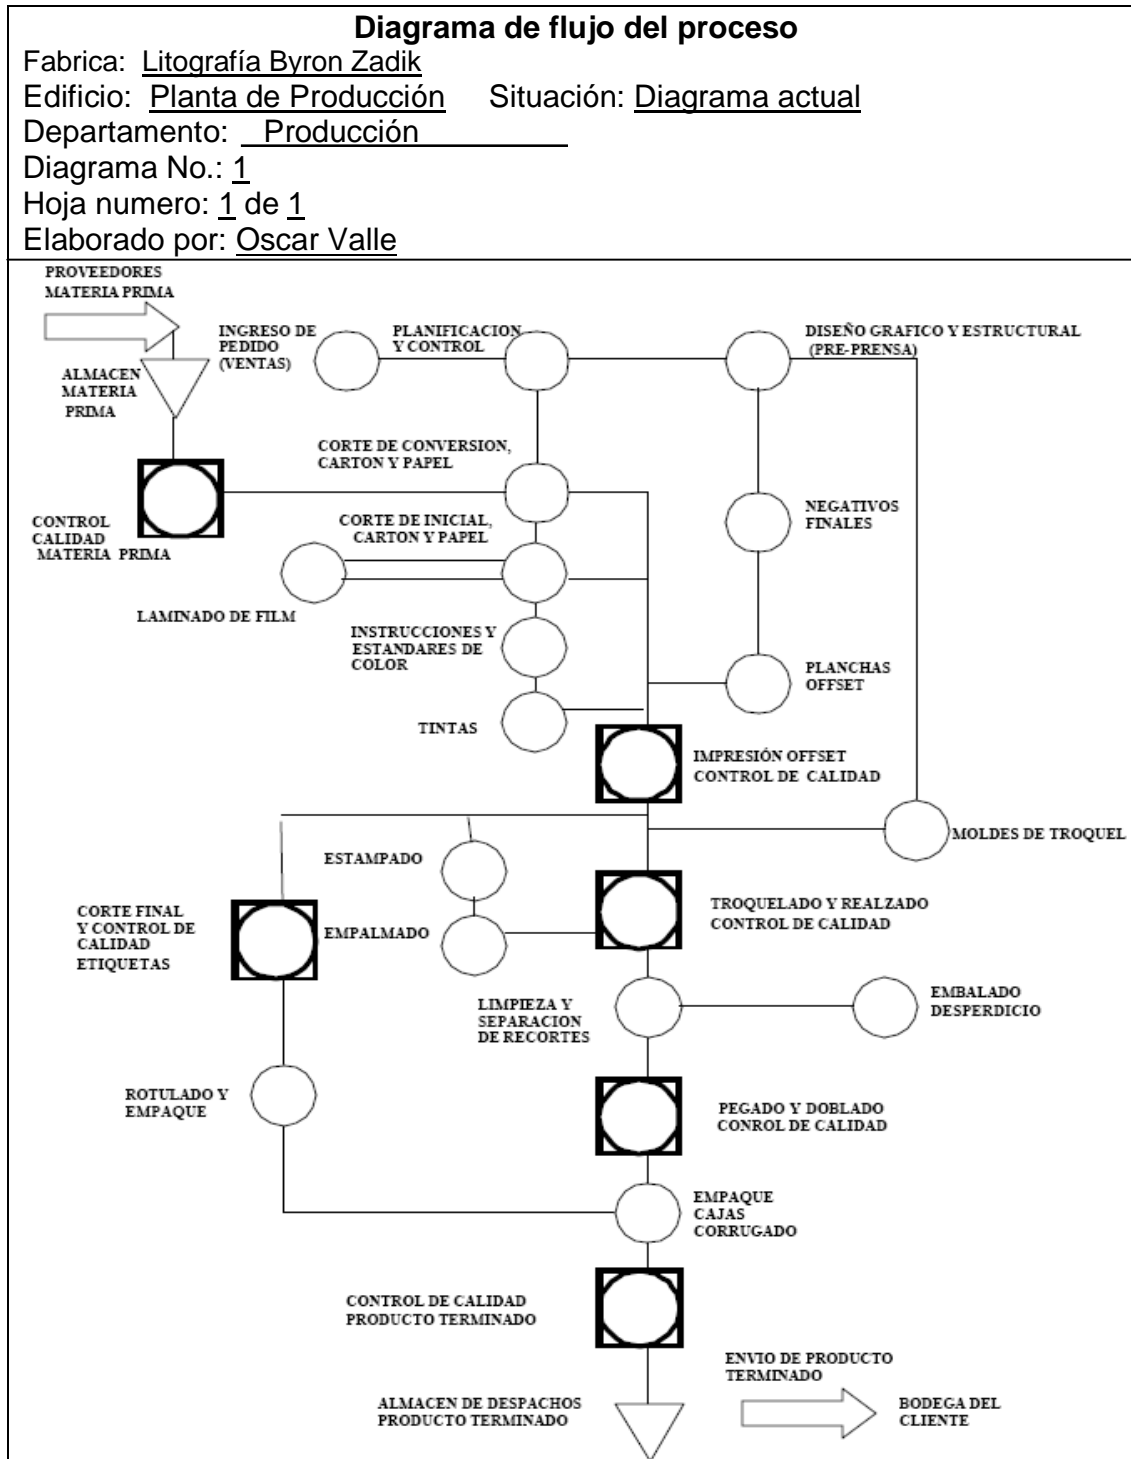 Diagrama de flujo del proceso
Fabrica: Litografía Byron Zadik
Edificio: Planta de Producción Situación: Diagrama actual
Departamento: Producción
Diagrama No.: 1
Hoja numero: 1 de 1
Elaborado por: Oscar Valle
PROVEEDORES
MATERIA PRIMA
INGRESO DE
PEDIDO
(VENTAS)
PLANIFICACION
Y CONTROL
DISEÑO GRAFICO Y ESTRUCTURAL
(PRE-PRENSA)
ALMACEN
MATERIA
PRIMA
CORTE DE CONVERSION,
CARTON Y PAPEL
CONTROL
CALIDAD
MATERIA PRIMA
CORTE DE INICIAL,
CARTON Y PAPEL
NEGATIVOS
FINALES
LAMINADO DE FILM
INSTRUCCIONES Y
ESTANDARES DE
COLOR
PLANCHAS
OFFSET
TINTAS
IMPRESIÓN OFFSET
CONTROL DE CALIDAD
MOLDES DE TROQUEL
ESTAMPADO
CORTE FINAL
Y CONTROL DE
CALIDAD
ETIQUETAS
EMPALMADO
TROQUELADO Y REALZADO
CONTROL DE CALIDAD
LIMPIEZA Y
SEPARACION
DE RECORTES
EMBALADO
DESPERDICIO
ROTULADO Y
EMPAQUE
PEGADO Y DOBLADO
CONROL DE CALIDAD
EMPAQUE
CAJAS
CORRUGADO
CONTROL DE CALIDAD
PRODUCTO TERMINADO
ENVIO DE PRODUCTO
TERMINADO
ALMACEN DE DESPACHOS
PRODUCTO TERMINADO
BODEGA DEL
CLIENTE